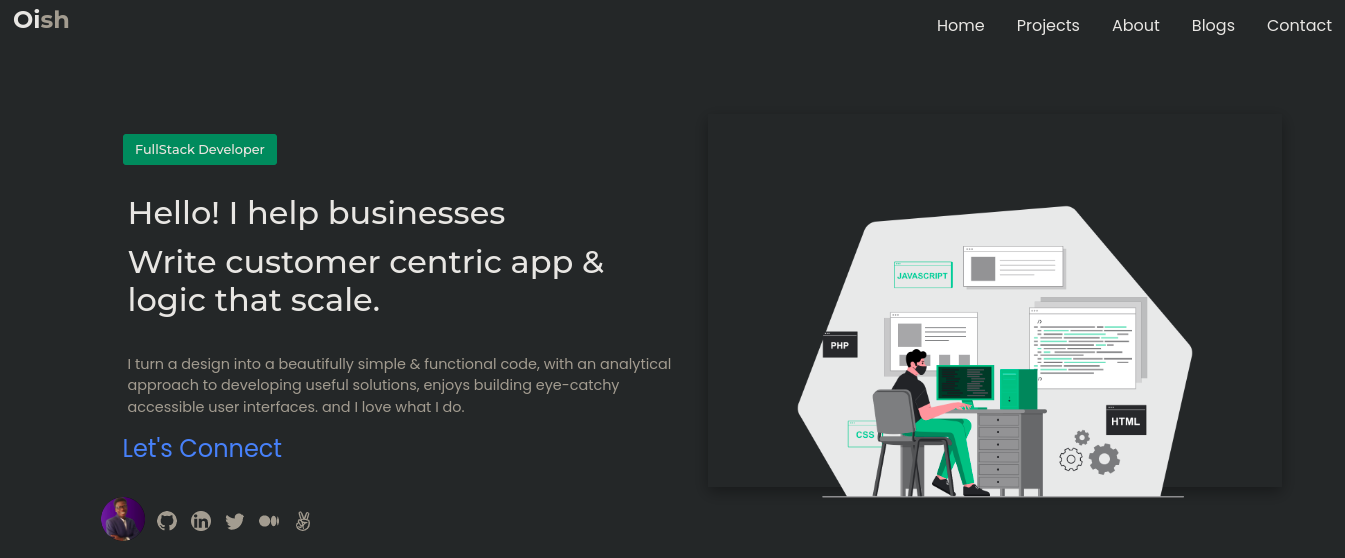 Oish
Home Projects About Blogs Contact
FullStack Developer
Hello! I help businesses
Write customer centric app &
logic that scale.
I turn a design into a beautifully simple & functional code, with an analytical
approach to developing useful solutions, enjoys building eye-catchy
accessible user interfaces. and I love what I do.
Let's Connect
JAVASCRIPT
PHP
HTML
CSS